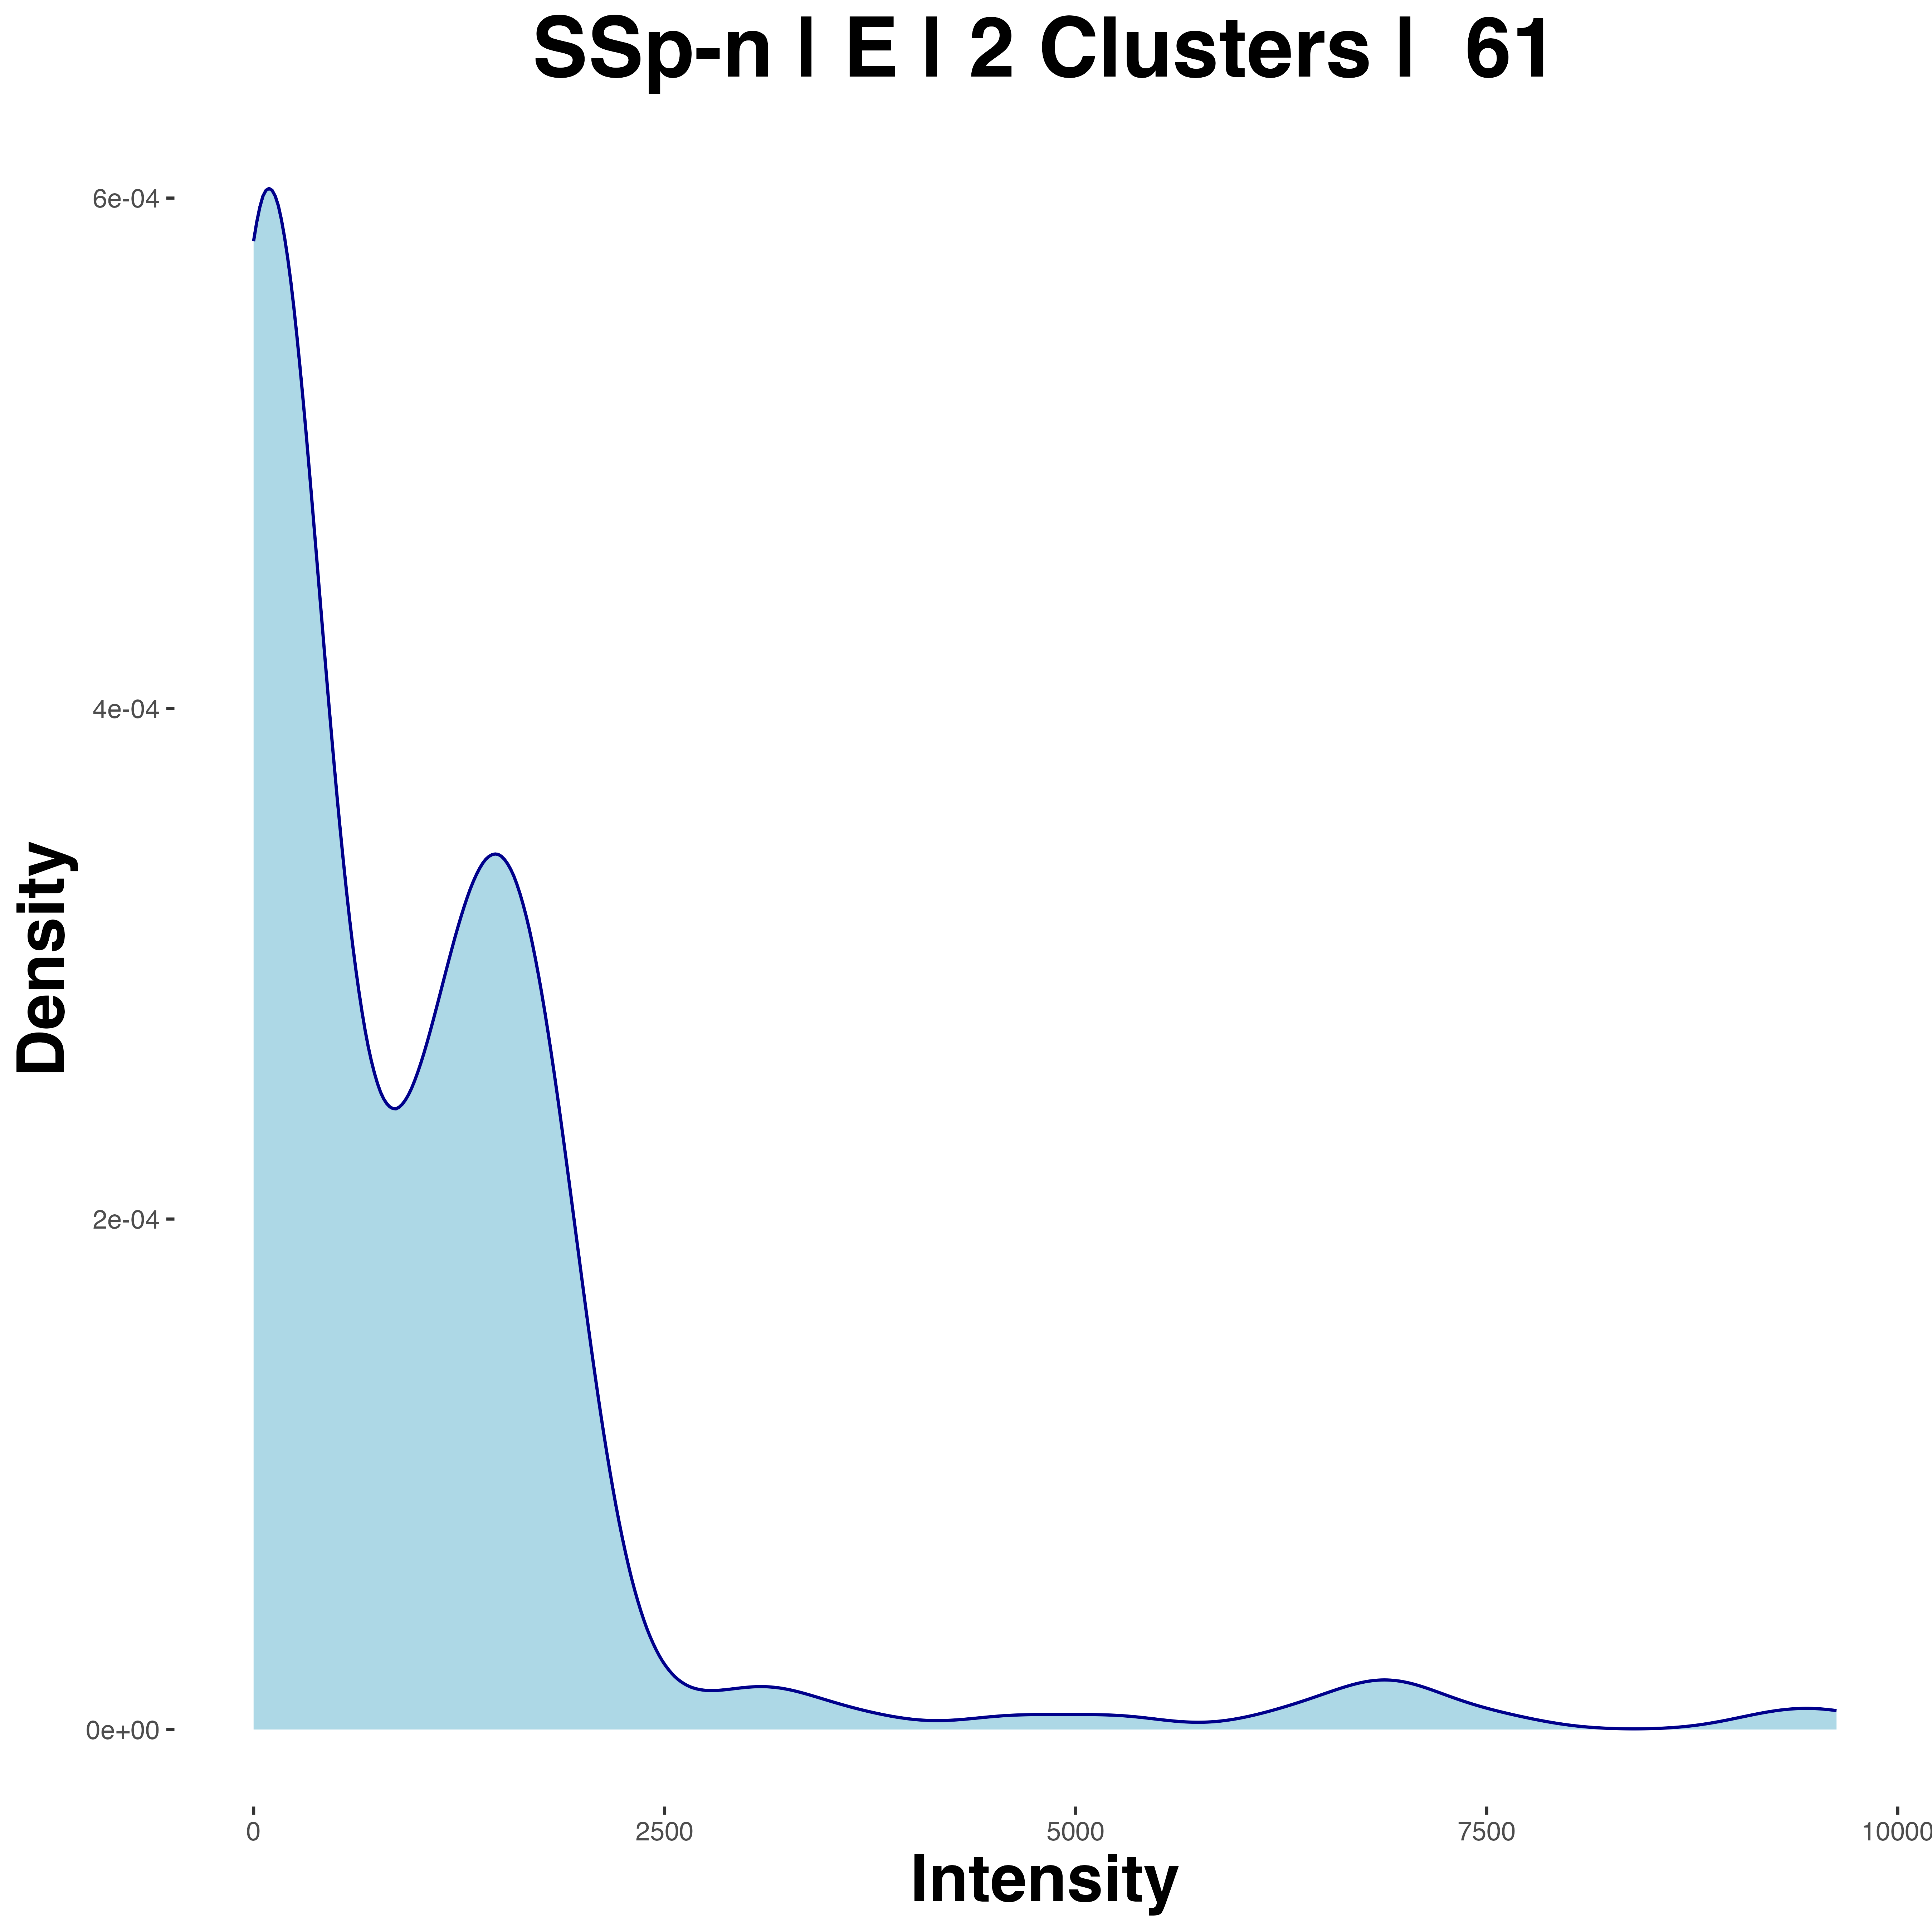 SSp-n | E | 2 Clusters | 61
6e-04
4e-04
2e-04
0e+00
Density
0 2500 5000 7500 10000
Intensity